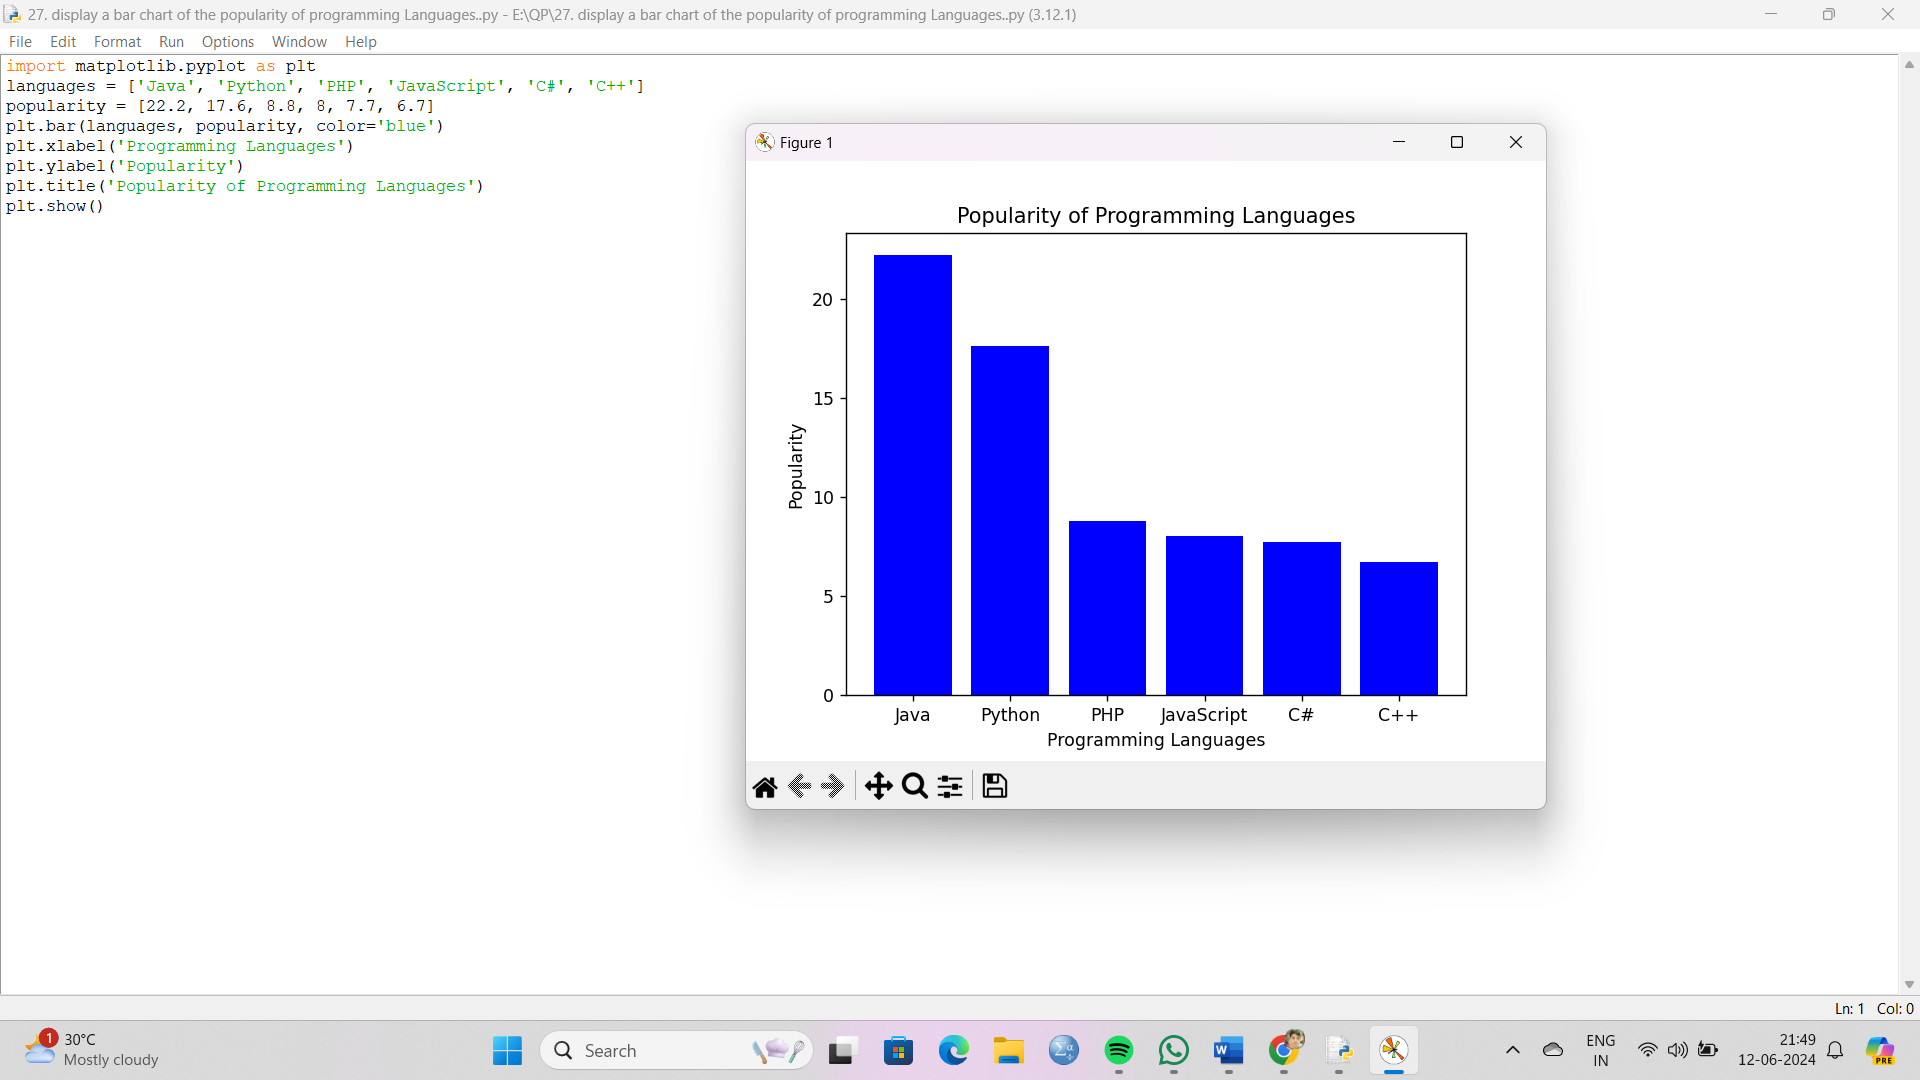 27. display a bar chart of the popularity of programming Languages..py - E:\QP\27. display a bar chart of the popularity of programming Languages..py (3.12.1)
File Edit Format Run Options Window Help
import matplotlib.pyplot as plt
languages = ['Java', 'Python', 'PHP', 'JavaScript', 'C#', 'C++']
popularity = [22.2, 17.6, 8.8, 8, 7.7, 6.7]
plt.bar(languages, popularity, color='blue')
plt.xlabel('Programming Languages')
plt.ylabel('Popularity')
plt.title('Popularity of Programming Languages')
plt.show()
Figure 1
Popularity of Programming Languages
20
15
10
5
0
Popularity
Java Python PHP JavaScript C# C++
Programming Languages
Ln: 1 Col: 0
1
30°C
Mostly cloudy
Search
Σα
W
PRE
ENG
IN
21:49
12-06-2024